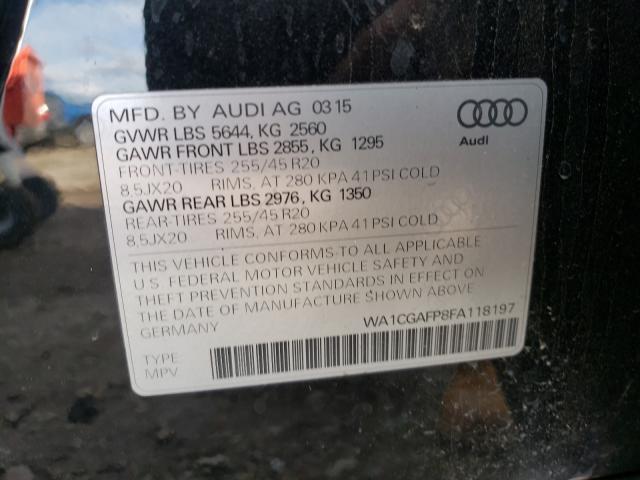 MFD. BY AUDI AG 03 15
GVWR LBS 5644, KG 2560
GAWR FRONT LBS 2855, KG 1295
FRONT-TIRES 255/45 R20
8,5JX20 RIMS, AT 280 KPA 41 PSI COLD
GAWR REAR LBS 2976, KG 1350
REAR-TIRES 255/45 R20
8,5JX20 RIMS, AT 280 KPA 41 PSI COLD
Audi
THIS VEHICLE CONFORMS TO ALL APPLICABLE
U.S. FEDERAL MOTOR VEHICLE SAFETY AND
THEFT PREVENTION STANDARDS IN EFFECT ON
THE DATE OF MANUFACTURE SHOWN ABOVE
GERMANY
WA1CGAFP8FA118197
TYPE
MPV